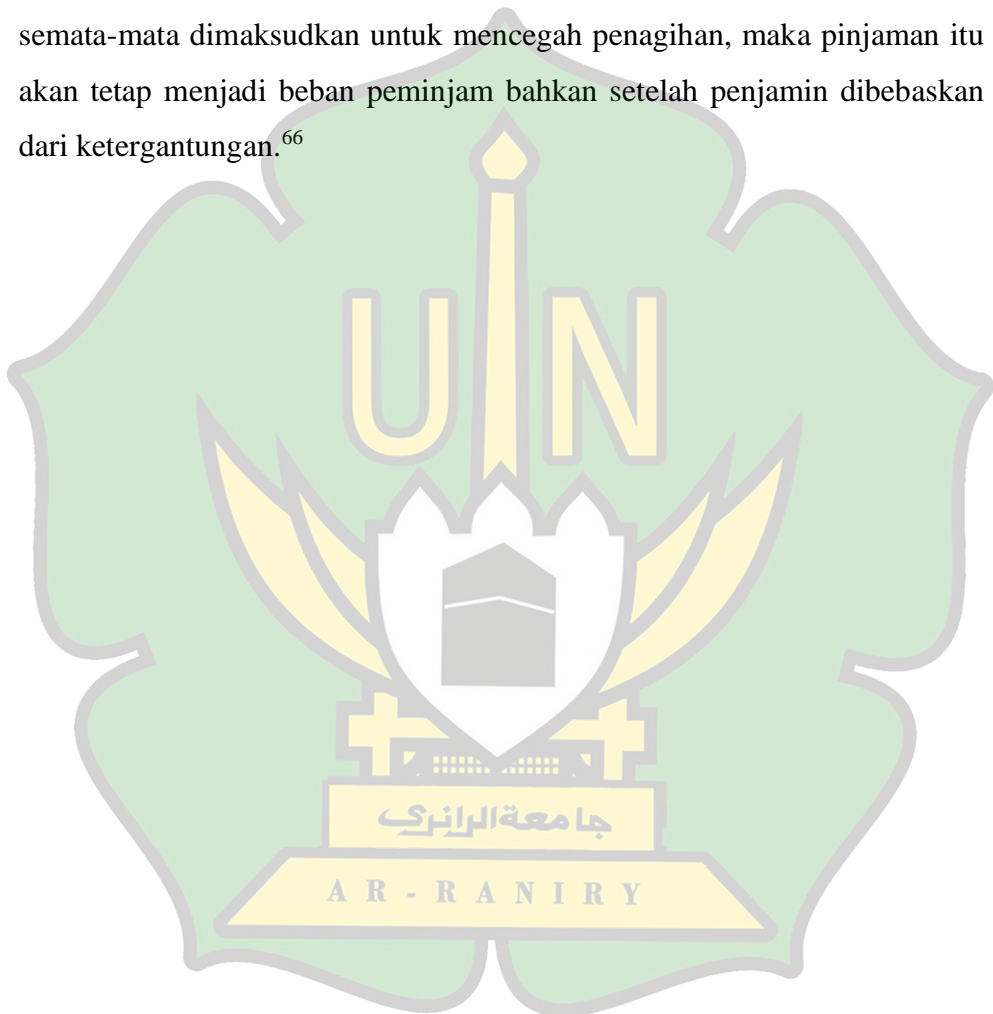 semata-mata dimaksudkan untuk mencegah penagihan, maka pinjaman itu
akan tetap menjadi beban peminjam bahkan setelah penjamin dibebaskan
dari ketergantungan.66
UIN
جامعةالرانري
AR-RANIRY